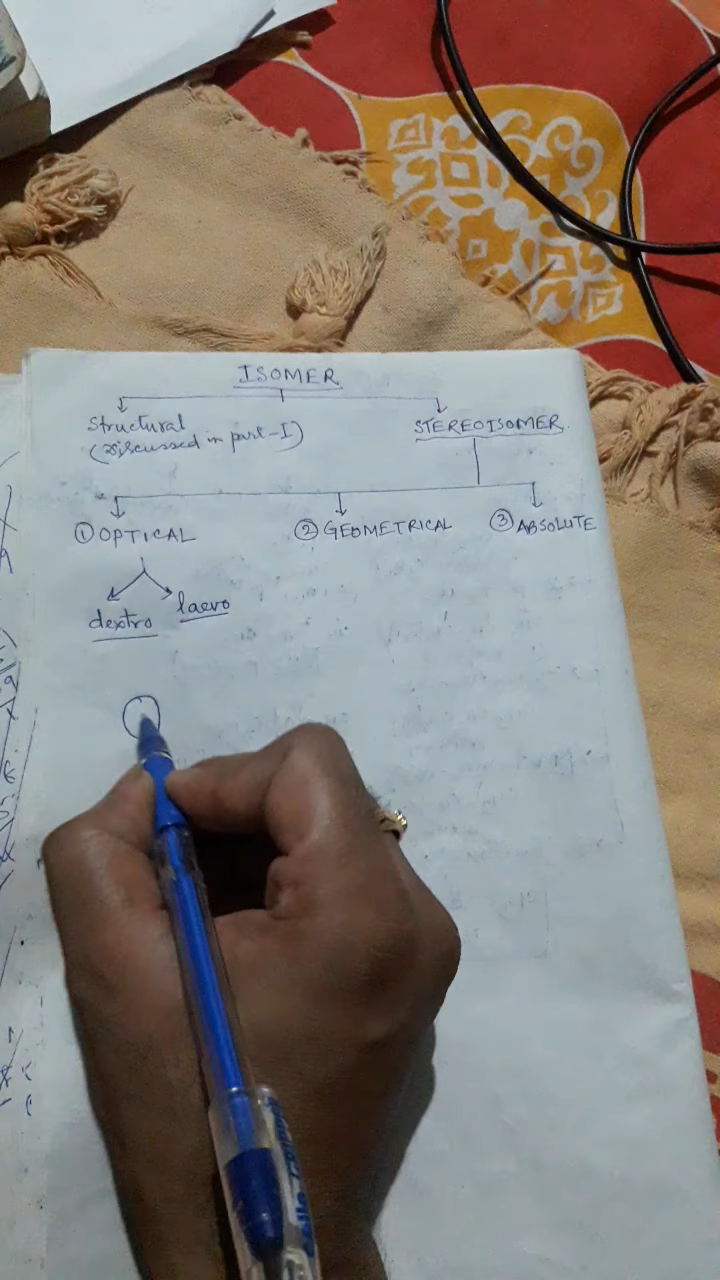 ISOMER
Structural
(Discussed in part-I)
STEREOISOMER
① OPTICAL
② GEOMETRICAL
③ ABSOLUTE
dextro
laevo